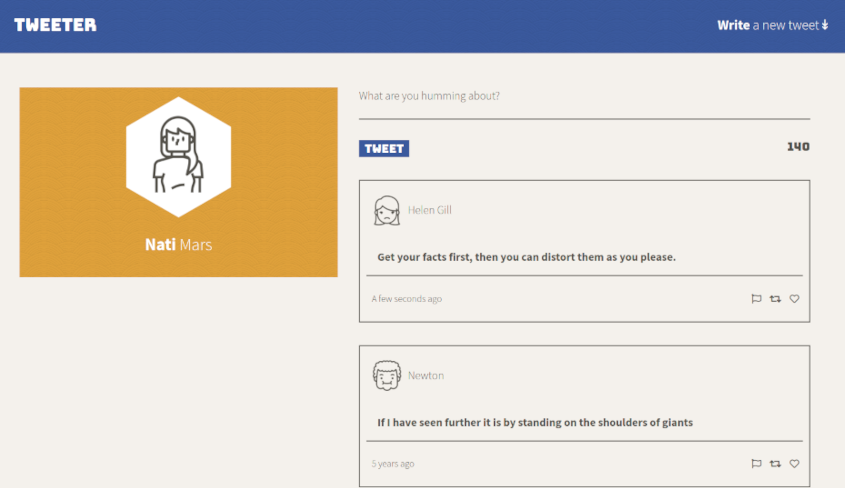 TWEETER
Write a new tweet
Nati Mars
What are you humming about?
TWEET
140
Helen Gill
Get your facts first, then you can distort them as you please.
A few seconds ago
Newton
If I have seen further it is by standing on the shoulders of giants
5 years ago